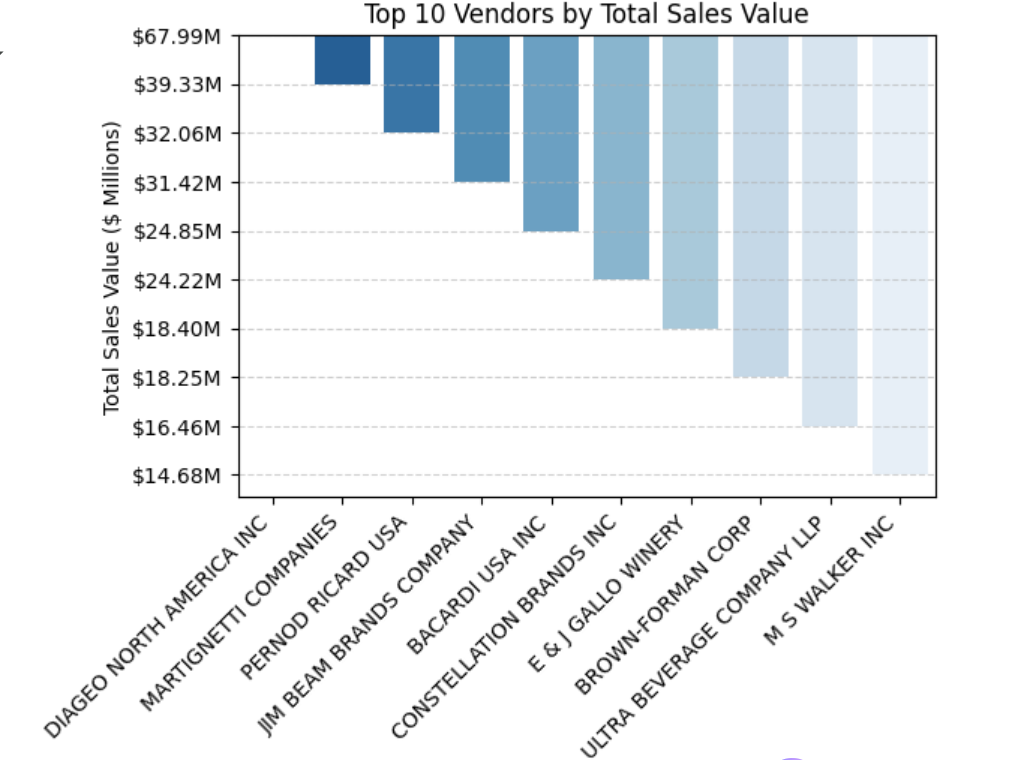 Top 10 Vendors by Total Sales Value
Total Sales Value ($ Millions)
$67.99M
$39.33M
$32.06M
$31.42M
$24.85M
$24.22M
$18.40M
$18.25M
$16.46M
$14.68M
DIAGEO NORTH AMERICA INC
MARTIGNETTI COMPANIES
PERNOD RICARD USA
JIM BEAM BRANDS COMPANY
BACARDI USA INC
CONSTELLATION BRANDS INC
E & J GALLO WINERY
BROWN-FORMAN CORP
ULTRA BEVERAGE COMPANY LLP
M S WALKER INC